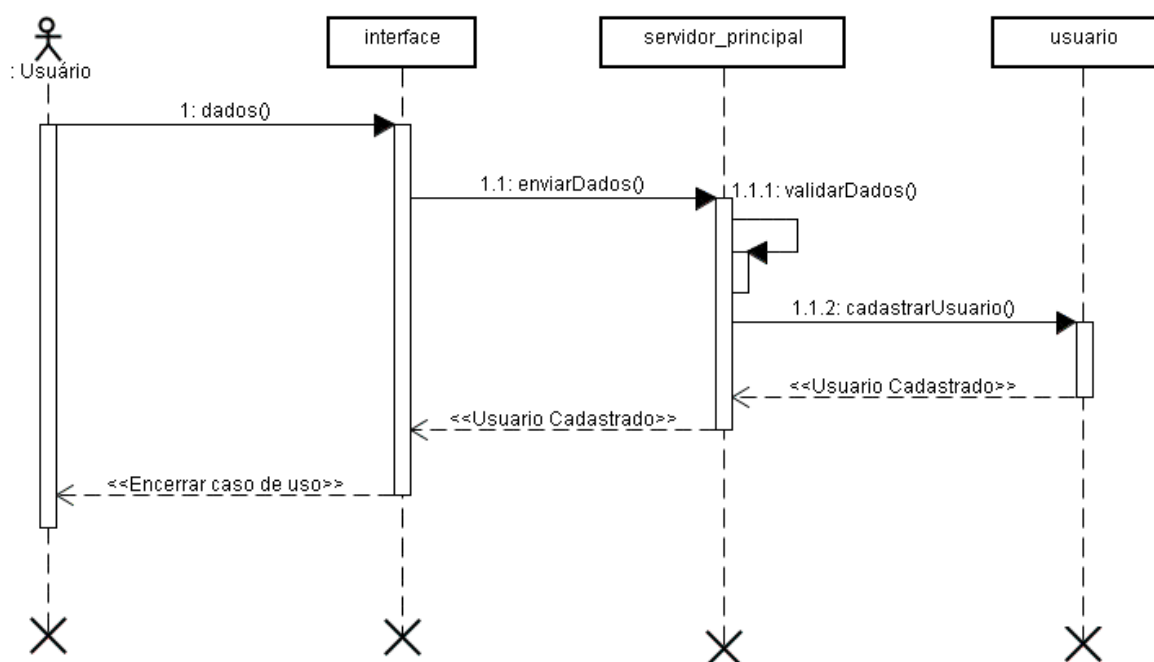 interface
servidor_principal
usuario
: Usuário
1: dados()
1.1: enviarDados()
1.1.1: validarDados()
1.1.2: cadastrarUsuario()
<<Usuario Cadastrado>>
<<Usuario Cadastrado>>
<<Encerrar caso de uso>>